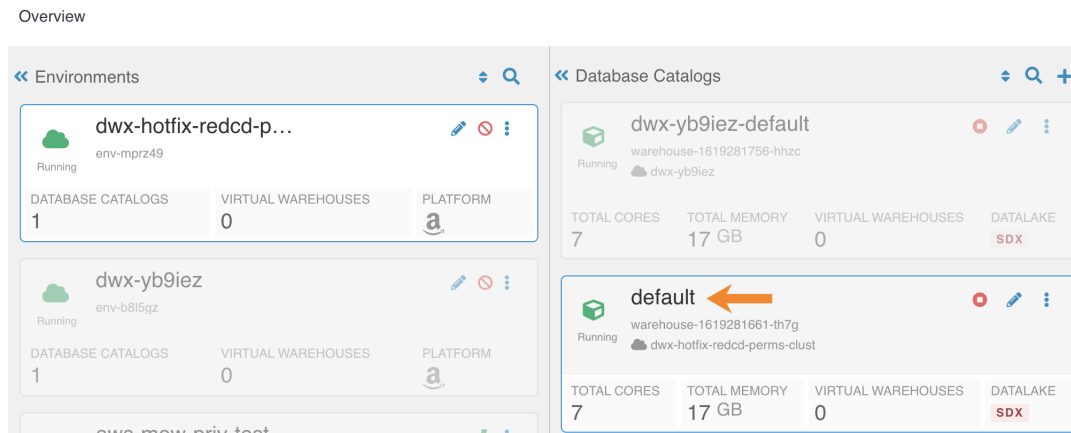 Overview
Environments
dwx-hotfix-redcd-p...
env-mprz49
Running
DATABASE CATALOGS VIRTUAL WAREHOUSES PLATFORM
1 0
dwx-yb9iez
env-b8l5gz
Running
DATABASE CATALOGS VIRTUAL WAREHOUSES PLATFORM
1 0
Database Catalogs
dwx-yb9iez-default
warehouse-1619281756-hhzc
Running
dwx-yb9iez
TOTAL CORES TOTAL MEMORY VIRTUAL WAREHOUSES DATALAKE
7 17 GB 0 SDX
default
warehouse-1619281661-th7g
Running
dwx-hotfix-redcd-perms-clust
TOTAL CORES TOTAL MEMORY VIRTUAL WAREHOUSES DATALAKE
7 17 GB 0 SDX